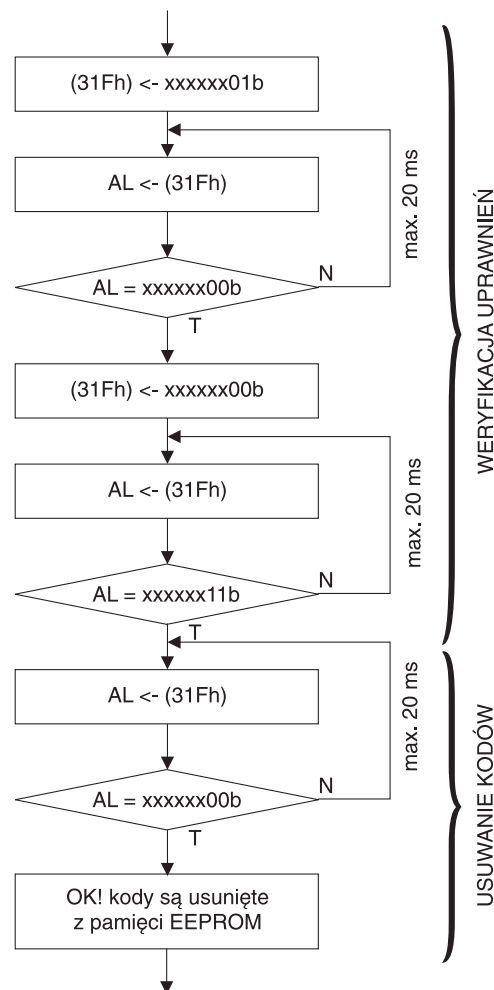 (31Fh) <- xxxxxx01b
AL <- (31Fh)
max. 20 ms
AL = xxxxxx00b
N
T
(31Fh) <- xxxxxx00b
AL <- (31Fh)
max. 20 ms
AL = xxxxxx11b
N
T
WERYFIKACJA UPRAWNIEŃ
AL <- (31Fh)
max. 20 ms
AL = xxxxxx00b
N
T
OK! kody są usunięte
z pamięci EEPROM
USUWANIE KODÓW